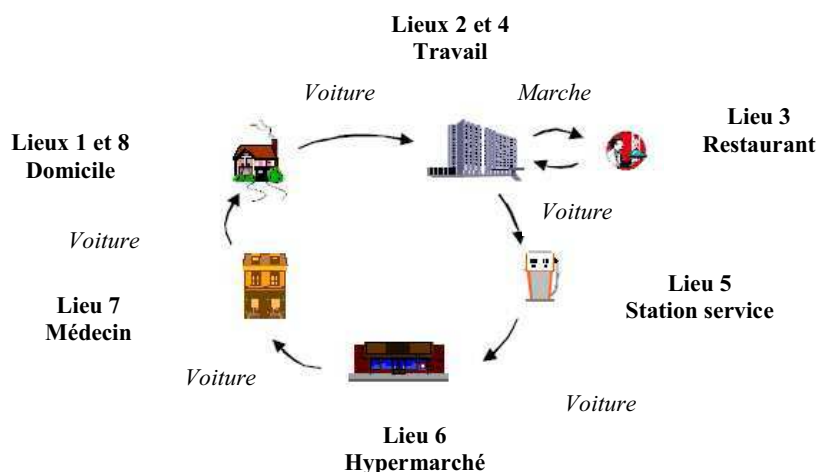 Lieux 2 et 4
Travail
Voiture
Marche
Lieu 3
Restaurant
Lieux 1 et 8
Domicile
Voiture
Voiture
Lieu 5
Station service
Lieu 7
Médecin
Voiture
Voiture
Lieu 6
Hypermarché